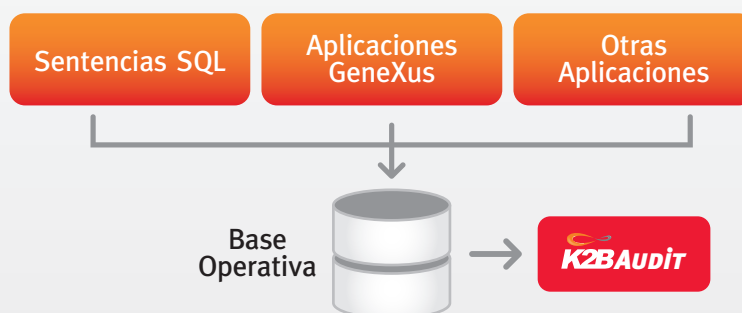 Sentencias SQL
Aplicaciones
GeneXus
Otras
Aplicaciones
Base
Operativa
K2BAUDIT